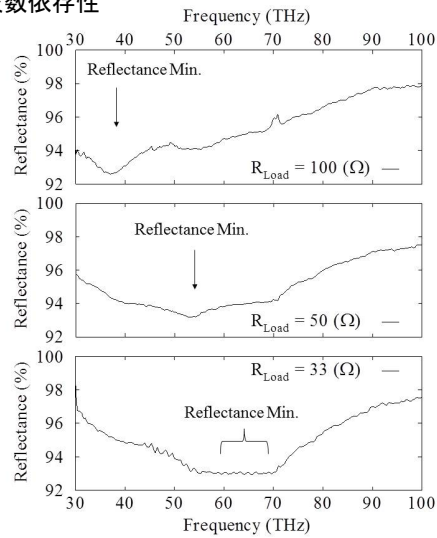 数依存性
Frequency (THz)
30 40 50 60 70 80 90 100
100
98
96
94
92
Reflectance (%)
Reflectance Min.
R_Load = 100 (Ω)
100
98
96
94
92
Reflectance (%)
Reflectance Min.
R_Load = 50 (Ω)
100
98
96
94
92
Reflectance (%)
R_Load = 33 (Ω)
Reflectance Min.
30 40 50 60 70 80 90 100
Frequency (THz)